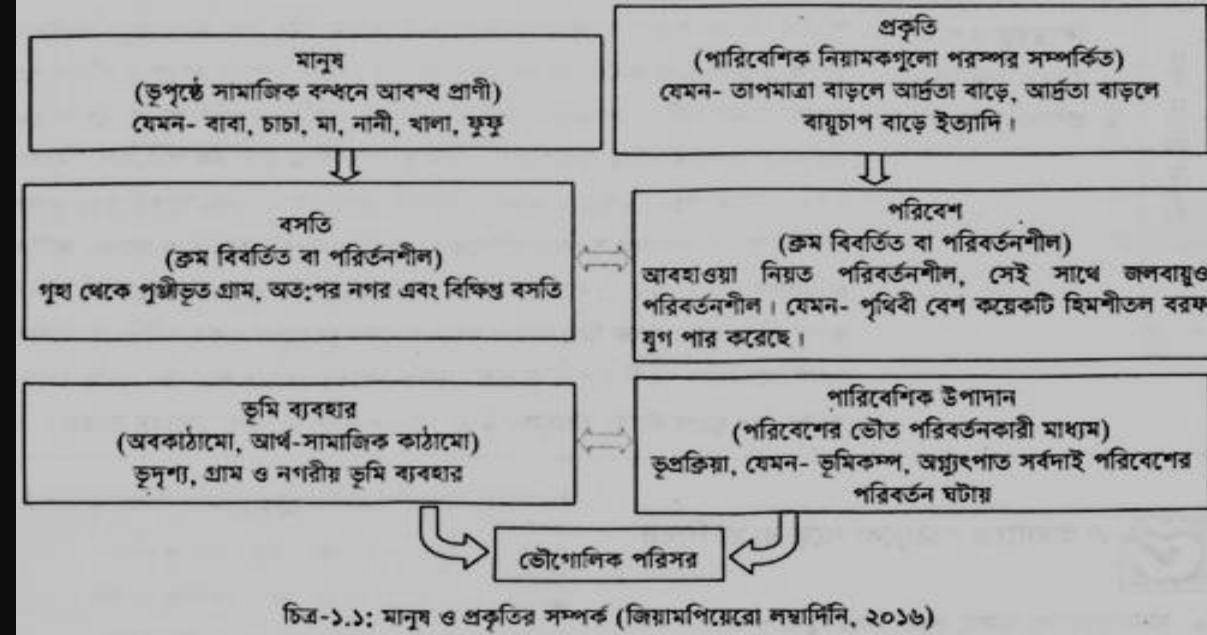 মানুষ
(ভূপৃষ্ঠে সামাজিক বন্ধনে আবদ্ধ প্রাণী)
যেমন- বাবা, চাচা, মা, নানী, খালা, ফুফু
প্রকৃতি
(পারিবেশিক নিয়ামকগুলো পরস্পর সম্পর্কিত)
যেমন- তাপমাত্রা বাড়লে আর্দ্রতা বাড়ে, আর্দ্রতা বাড়লে
বায়ুচাপ বাড়ে ইত্যাদি।
বসতি
(ক্রম বিবর্তিত বা পরির্তনশীল)
গুহা থেকে পুঞ্জীভূত গ্রাম, অত:পর নগর এবং বিক্ষিপ্ত বসতি
পরিবেশ
(ক্রম বিবর্তিত বা পরিবর্তনশীল)
আবহাওয়া নিয়ত পরিবর্তনশীল, সেই সাথে জলবায়ুও
পরিবর্তনশীল। যেমন- পৃথিবী বেশ কয়েকটি হিমশীতল বরফ
যুগ পার করেছে।
ভূমি ব্যবহার
(অবকাঠামো, আর্থ-সামাজিক কাঠামো)
ভূদৃশ্য, গ্রাম ও নগরীয় ভূমি ব্যবহার
পারিবেশিক উপাদান
(পরিবেশের ভৌত পরিবর্তনকারী মাধ্যম)
ভূপ্রক্রিয়া, যেমন- ভূমিকম্প, অগ্ন্যুৎপাত সর্বদাই পরিবেশের
পরিবর্তন ঘটায়
ভৌগোলিক পরিসর
চিত্র-১.১: মানুষ ও প্রকৃতির সম্পর্ক (জিয়ামপিয়েরো লম্বার্দিনি, ২০১৬)